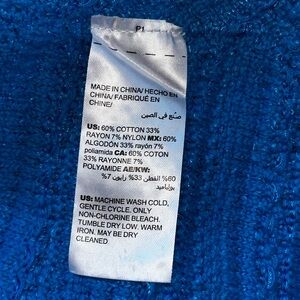 MADE IN CHINA/ HECHO EN
CHINA/ FABRIQUÉ EN
CHINE/
صنع في الصين
US: 60% COTTON 33%
RAYON 7% NYLON MX: 60%
ALGODÓN 33% rayón 7%
poliamida CA: 60% COTON
33% RAYONNE 7%
POLYAMIDE AE/KW:
60% القطن 33% رايون 7%
بولياميد
US: MACHINE WASH COLD,
GENTLE CYCLE. ONLY
NON-CHLORINE BLEACH.
TUMBLE DRY LOW. WARM
IRON. MAY BE DRY
CLEANED.